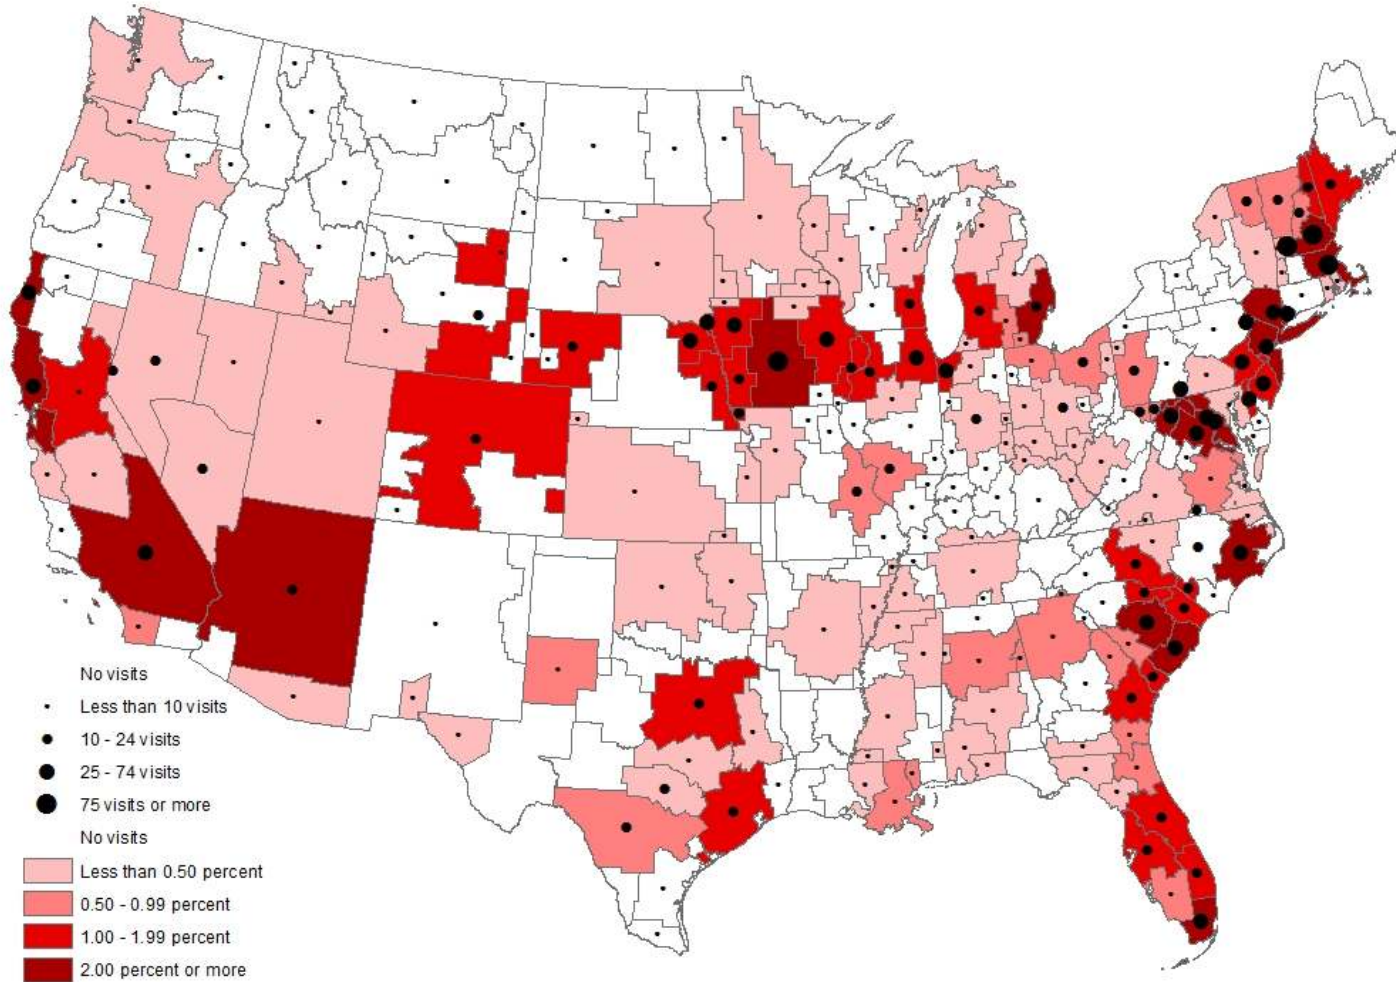 No visits
Less than 10 visits
10 - 24 visits
25 - 74 visits
75 visits or more
No visits
Less than 0.50 percent
0.50 - 0.99 percent
1.00 - 1.99 percent
2.00 percent or more